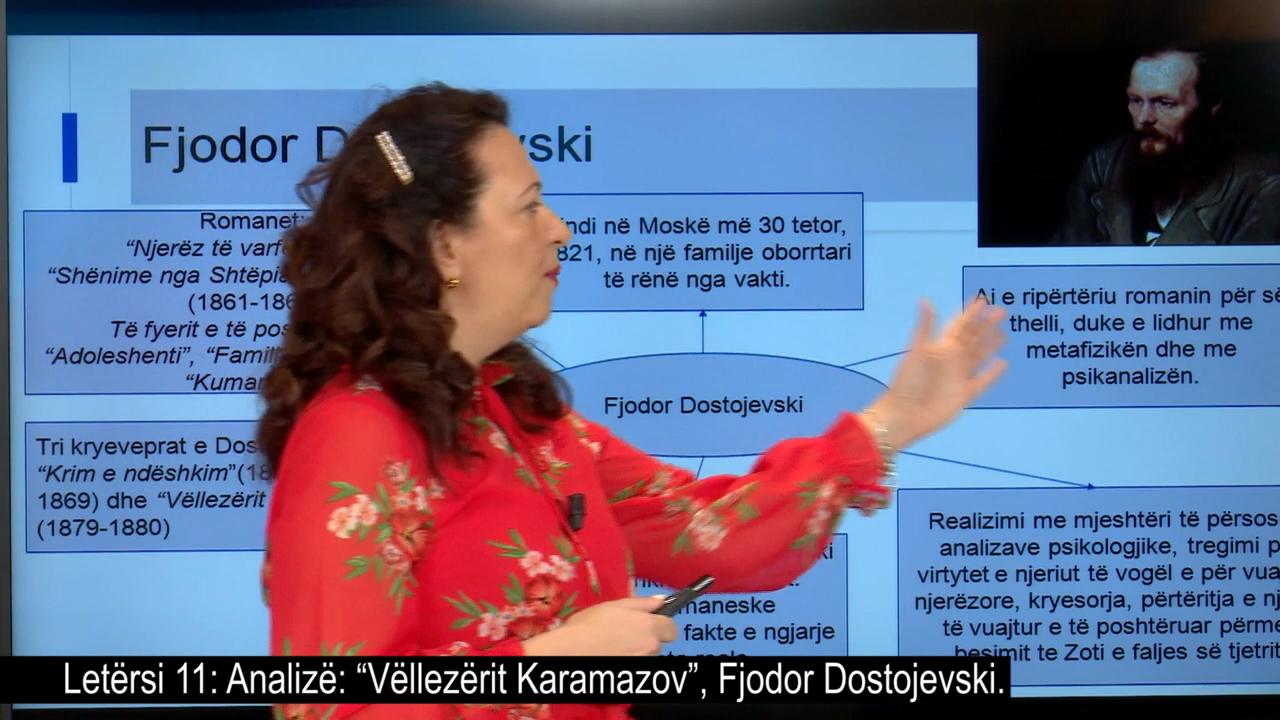 Fjodor D vski
Romanet:
“Njerëz të varf
“Shënime nga Shtëpia
(1861-186
Të fyerit e të pos
“Adoleshenti”, “Famil
“Kumar
Tri kryeveprat e Dos
“Krim e ndëshkim”(18
1869) dhe “Vëllezërit
(1879-1880)
ndi në Moskë më 30 tetor,
821, në një familje oborrtari
të rënë nga vakti.
Fjodor Dostojevski
Ai e ripërtëriu romanin për së
thelli, duke e lidhur me
metafizikën dhe me
psikanalizën.
Realizimi me mjeshtëri të përsos
analizave psikologjike, tregimi p
virtytet e njeriut të vogël e për vua
njerëzore, kryesorja, përtëritja e nj
të vuajtur e të poshtëruar përme
besimit te Zoti e faljes së tjetrit
ki
maneske
fakte e ngjarje
Letërsi 11: Analizë: “Vëllezërit Karamazov”, Fjodor Dostojevski.